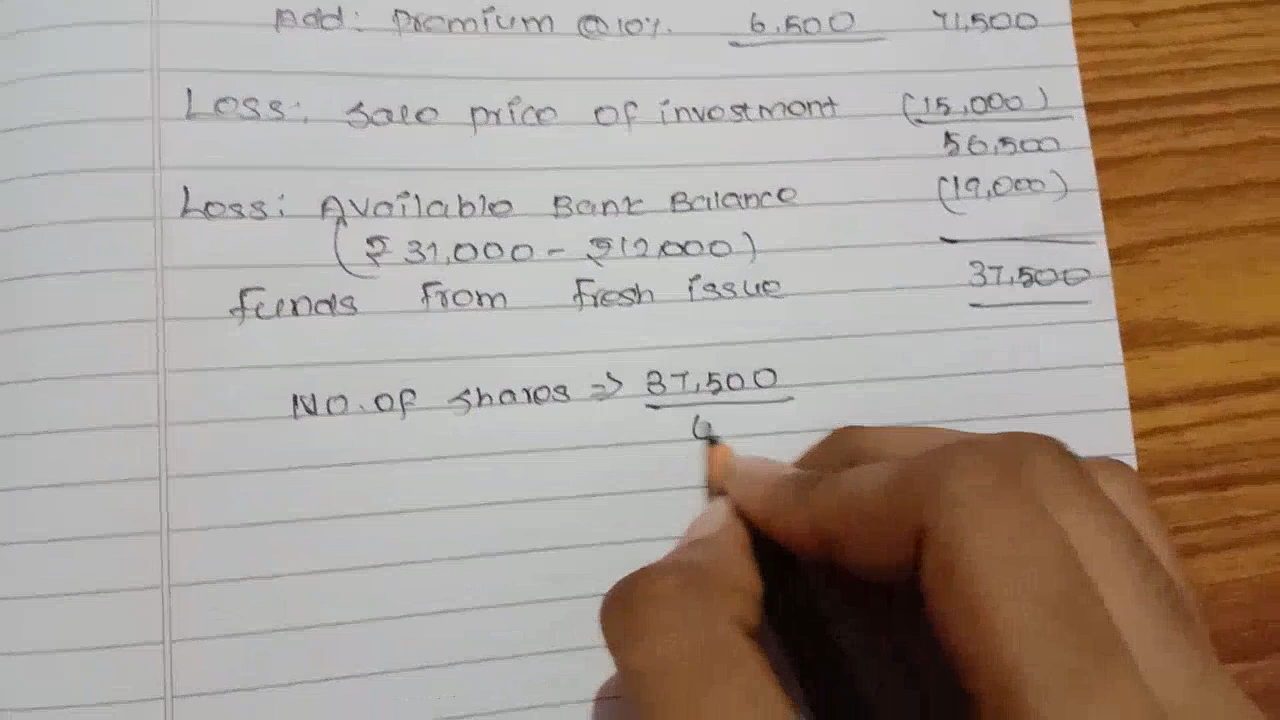 Add: Premium @10%. 6,500 71,500
Less: Sale price of investment (15,000)
56,500
Less: Available Bank Balance (19,000)
(₹ 31,000 - ₹12,000)
Funds from fresh issue 37,500
No. of shares => 37,500